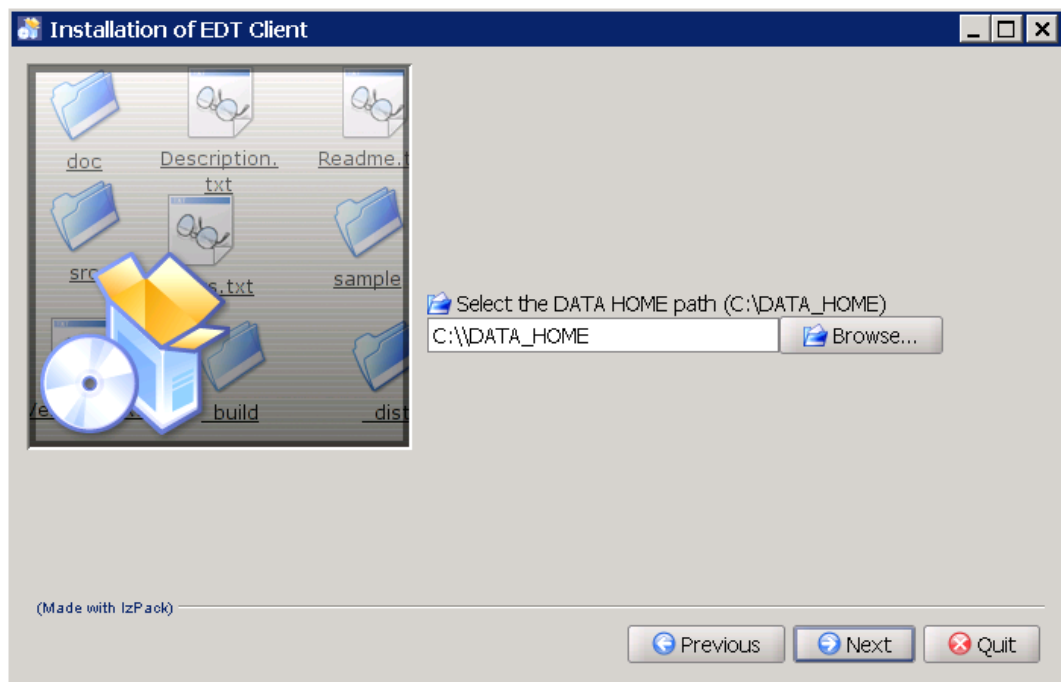 Installation of EDT Client
doc
Description.
txt
Readme.t
src
s.txt
sample
Select the DATA HOME path (C:\DATA_HOME)
C:\\DATA_HOME
Browse...
build
dist
(Made with IzPack)
Previous
Next
Quit